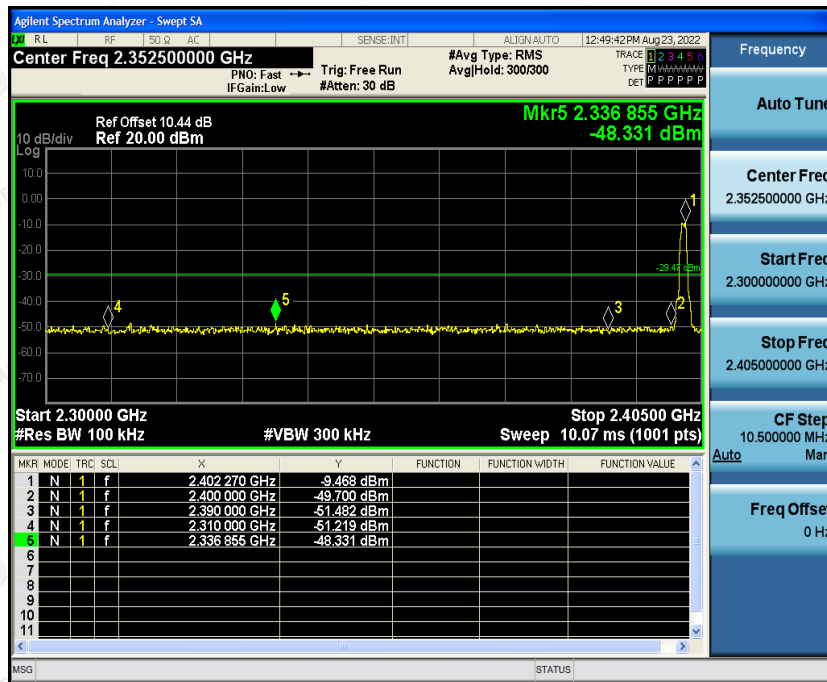 Agilent Spectrum Analyzer - Swept SA
LXI RL RF 50 Ω AC SENSE:INT ALIGN AUTO 12:49:42 PM Aug 23, 2022
Center Freq 2.352500000 GHz
PNO: Fast
IFGain:Low
Trig: Free Run
#Atten: 30 dB
#Avg Type: RMS
Avg|Hold: 300/300
TRACE 1 2 3 4 5 6
TYPE M
DET P P P P P P
Ref Offset 10.44 dB
10 dB/div Ref 20.00 dBm
Log
Mkr5 2.336 855 GHz
-48.331 dBm
10.0
0.00
-10.0
-20.0
-30.0
-40.0
-50.0
-60.0
-70.0
-29.47 dBm
1
2
3
4
5
Start 2.30000 GHz Stop 2.40500 GHz
#Res BW 100 kHz #VBW 300 kHz Sweep 10.07 ms (1001 pts)
MKR MODE TRC SCL X Y FUNCTION FUNCTION WIDTH FUNCTION VALUE
1 N 1 f 2.402 270 GHz -9.468 dBm
2 N 1 f 2.400 000 GHz -49.700 dBm
3 N 1 f 2.390 000 GHz -51.482 dBm
4 N 1 f 2.310 000 GHz -51.219 dBm
5 N 1 f 2.336 855 GHz -48.331 dBm
6
7
8
9
10
11
MSG STATUS
Frequency
Auto Tune
Center Freq
2.352500000 GHz
Start Freq
2.300000000 GHz
Stop Freq
2.405000000 GHz
CF Step
10.500000 MHz
Auto Man
Freq Offset
0 Hz